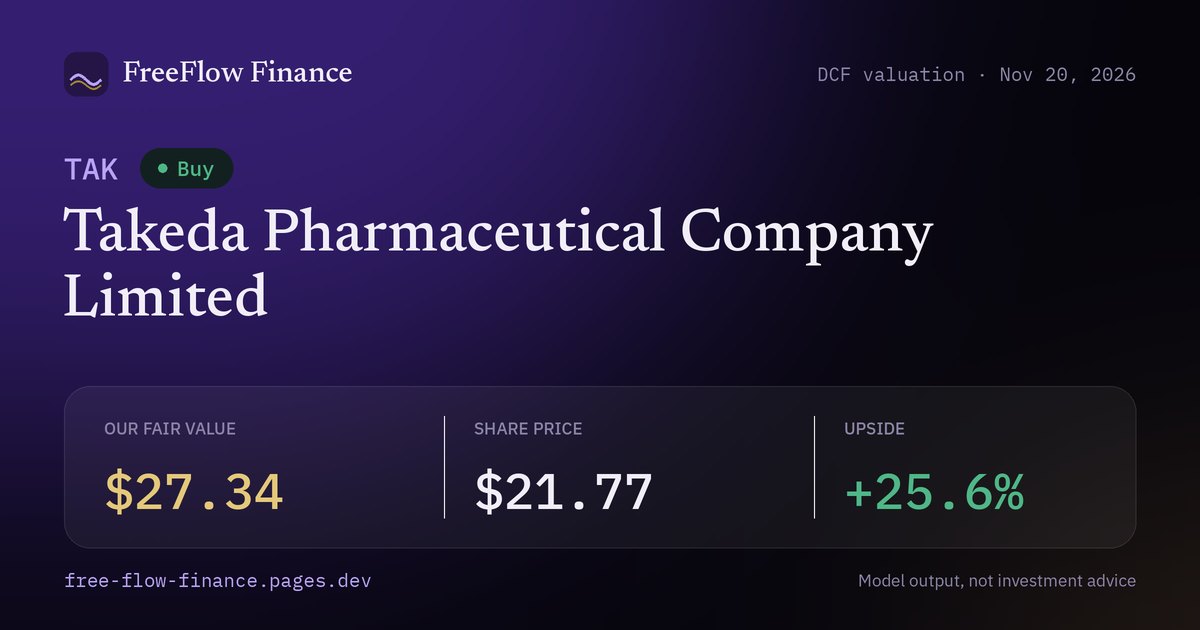 FreeFlow Finance
DCF valuation · Nov 20, 2026
TAK
Buy
Takeda Pharmaceutical Company
Limited
OUR FAIR VALUE
$27.34
SHARE PRICE
$21.77
UPSIDE
+25.6%
free-flow-finance.pages.dev
Model output, not investment advice